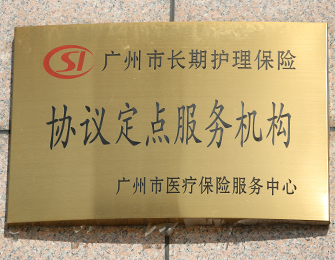 SI 广州市长期护理保险
协议定点服务机构
广州市医疗保险服务中心